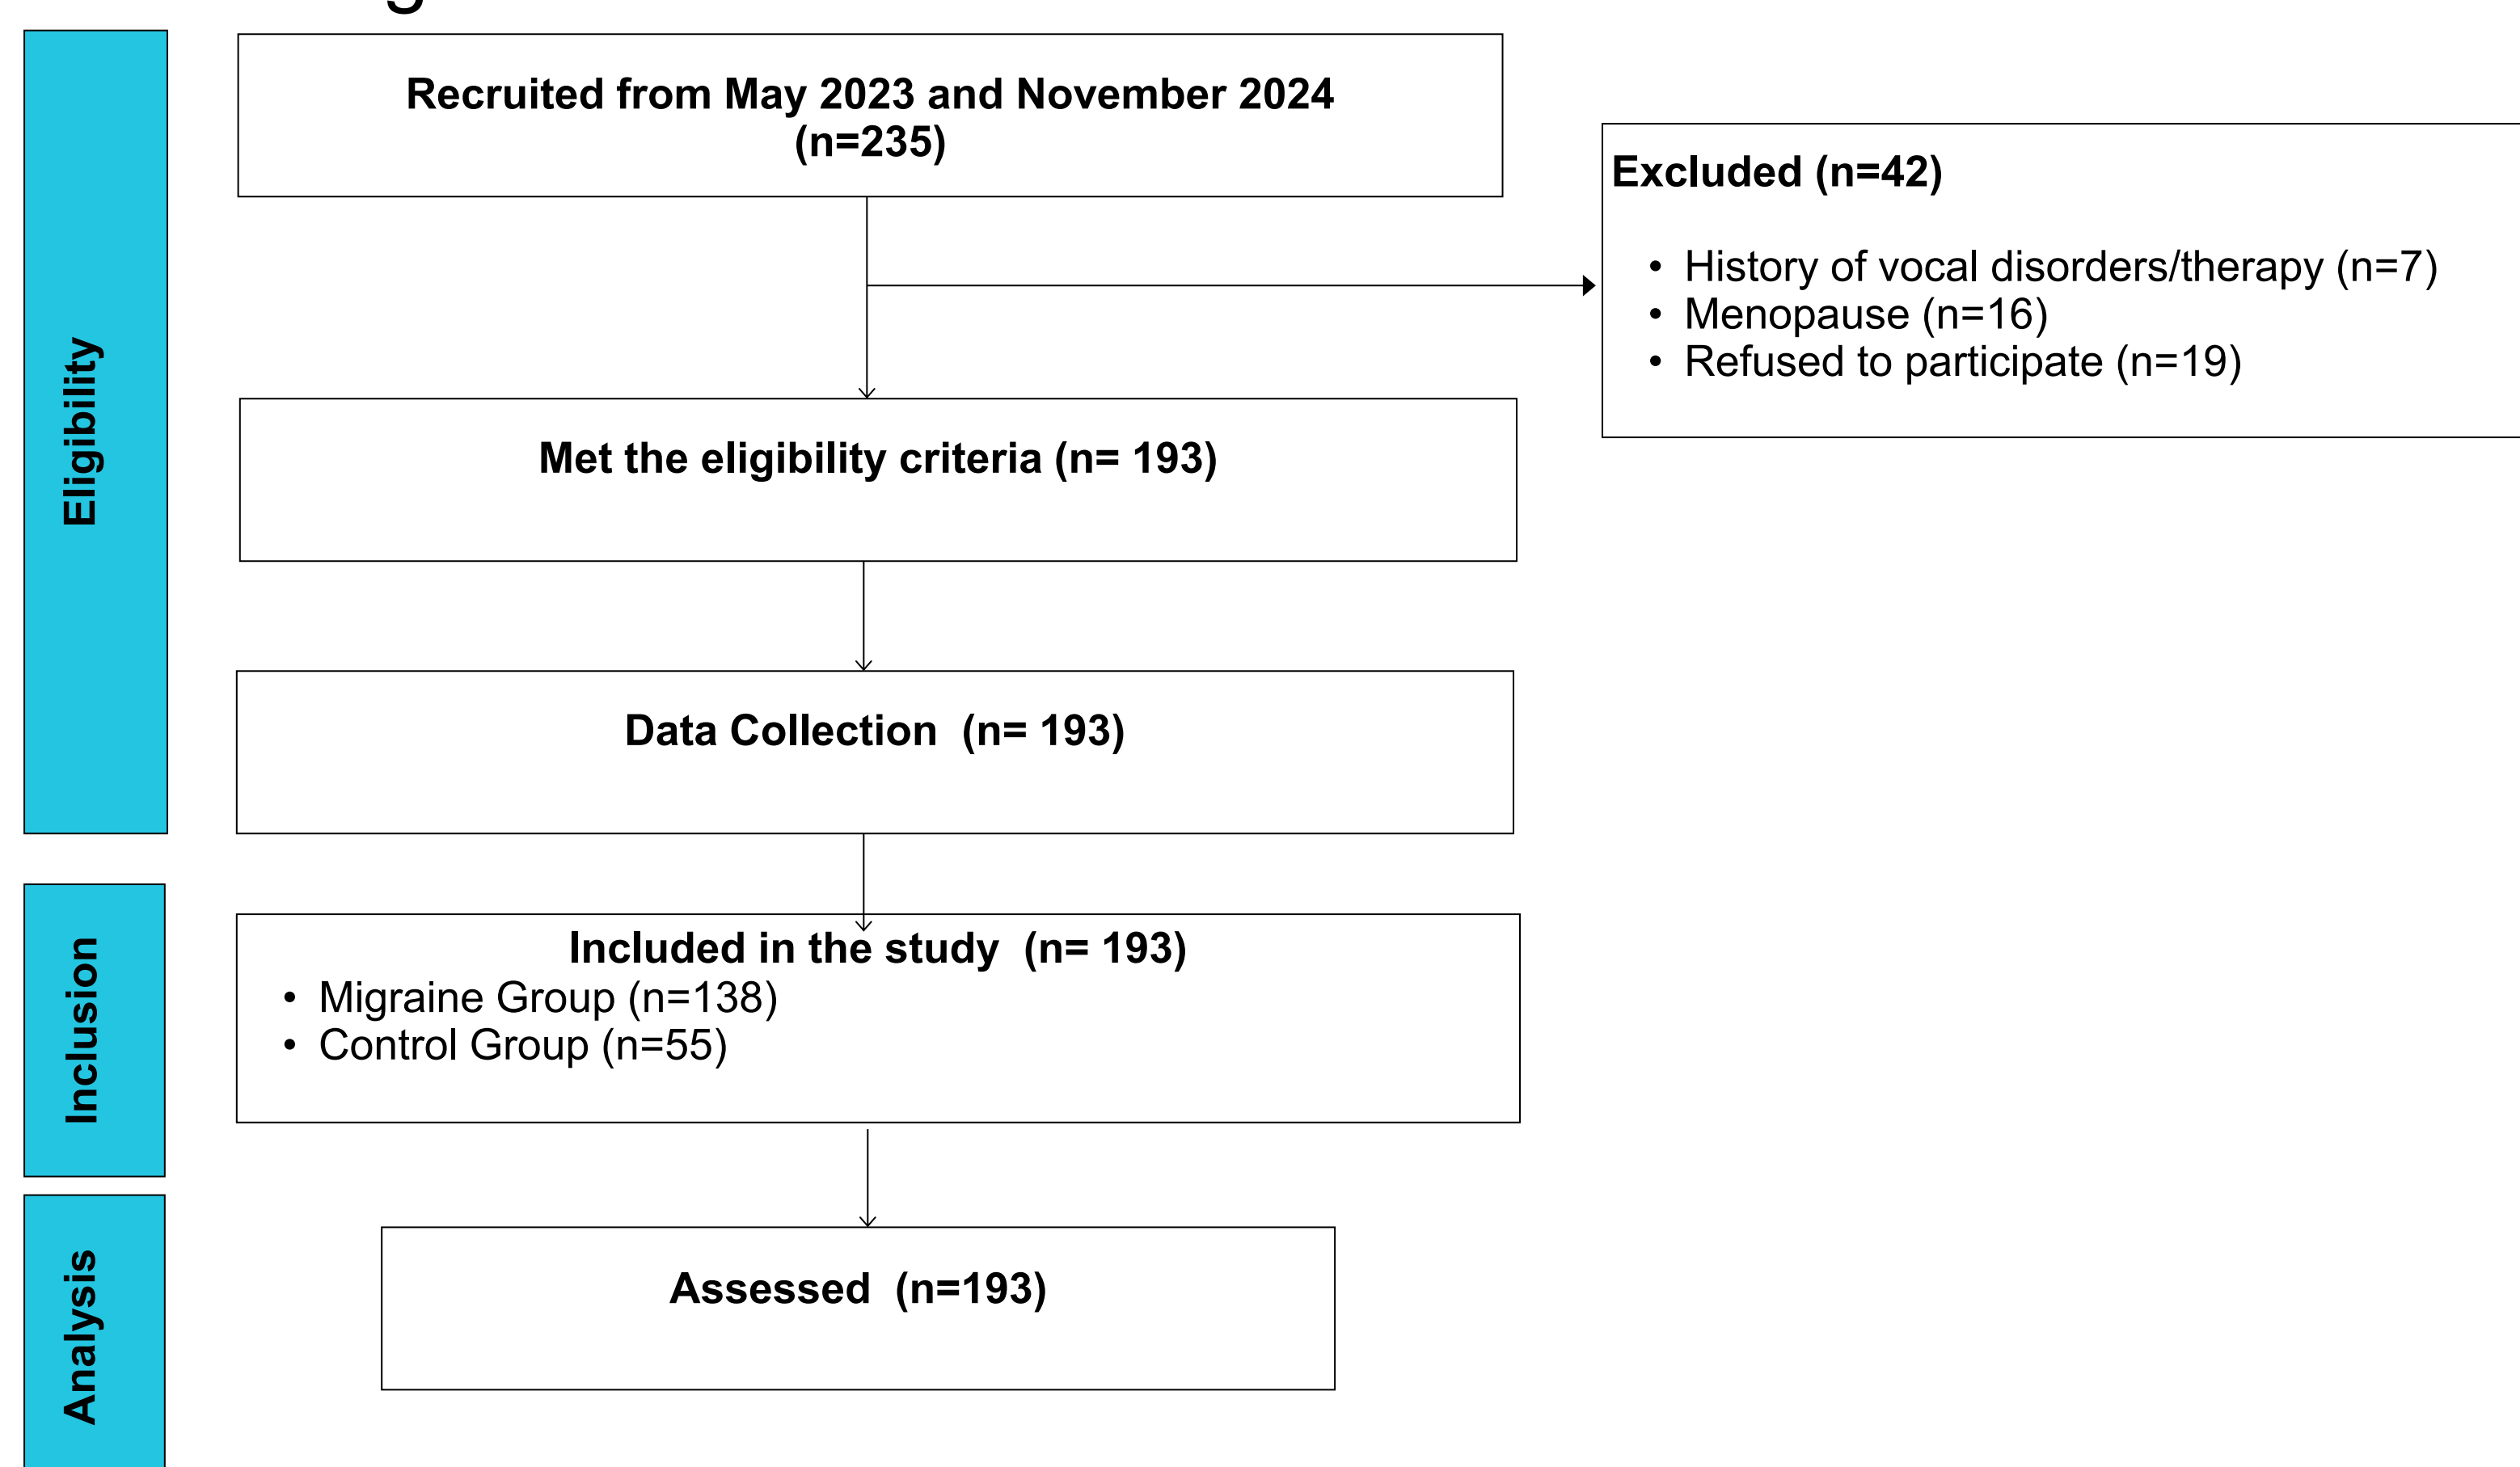 Eligibility
Recruited from May 2023 and November 2024
(n=235)
Excluded (n=42)
• History of vocal disorders/therapy (n=7)
• Menopause (n=16)
• Refused to participate (n=19)
Met the eligibility criteria (n= 193)
Data Collection (n= 193)
Inclusion
Included in the study (n= 193)
• Migraine Group (n=138)
• Control Group (n=55)
Analysis
Assessed (n=193)